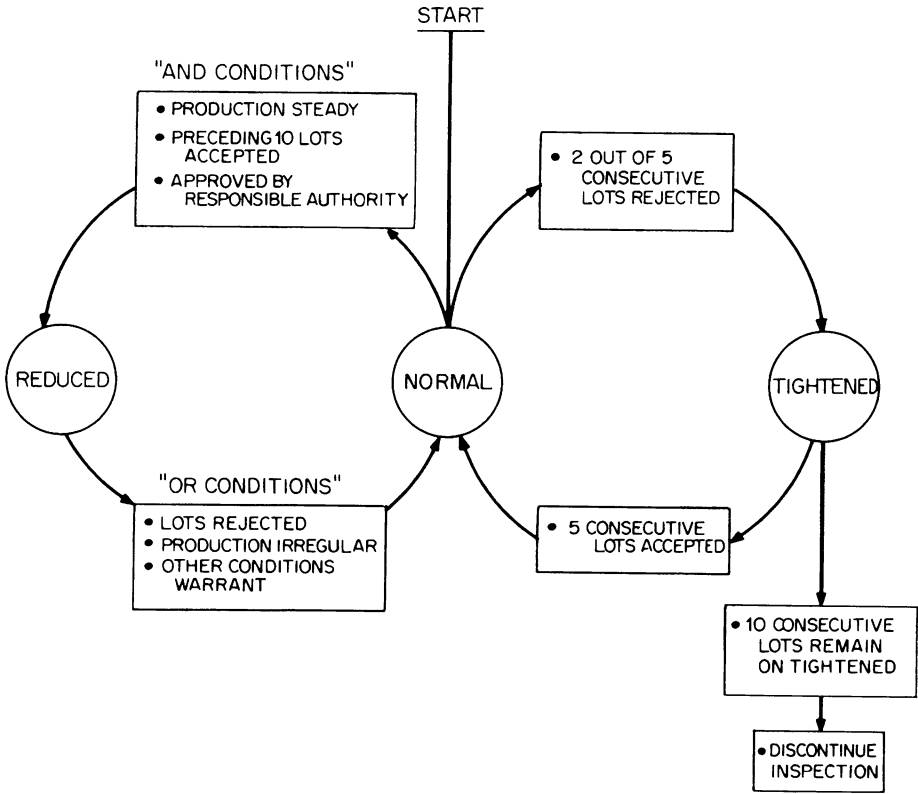 START
"AND CONDITIONS"
• PRODUCTION STEADY
• PRECEDING 10 LOTS
ACCEPTED
• APPROVED BY
RESPONSIBLE AUTHORITY
• 2 OUT OF 5
CONSECUTIVE
LOTS REJECTED
REDUCED
NORMAL
TIGHTENED
"OR CONDITIONS"
• LOTS REJECTED
• PRODUCTION IRREGULAR
• OTHER CONDITIONS
WARRANT
• 5 CONSECUTIVE
LOTS ACCEPTED
• 10 CONSECUTIVE
LOTS REMAIN
ON TIGHTENED
• DISCONTINUE
INSPECTION